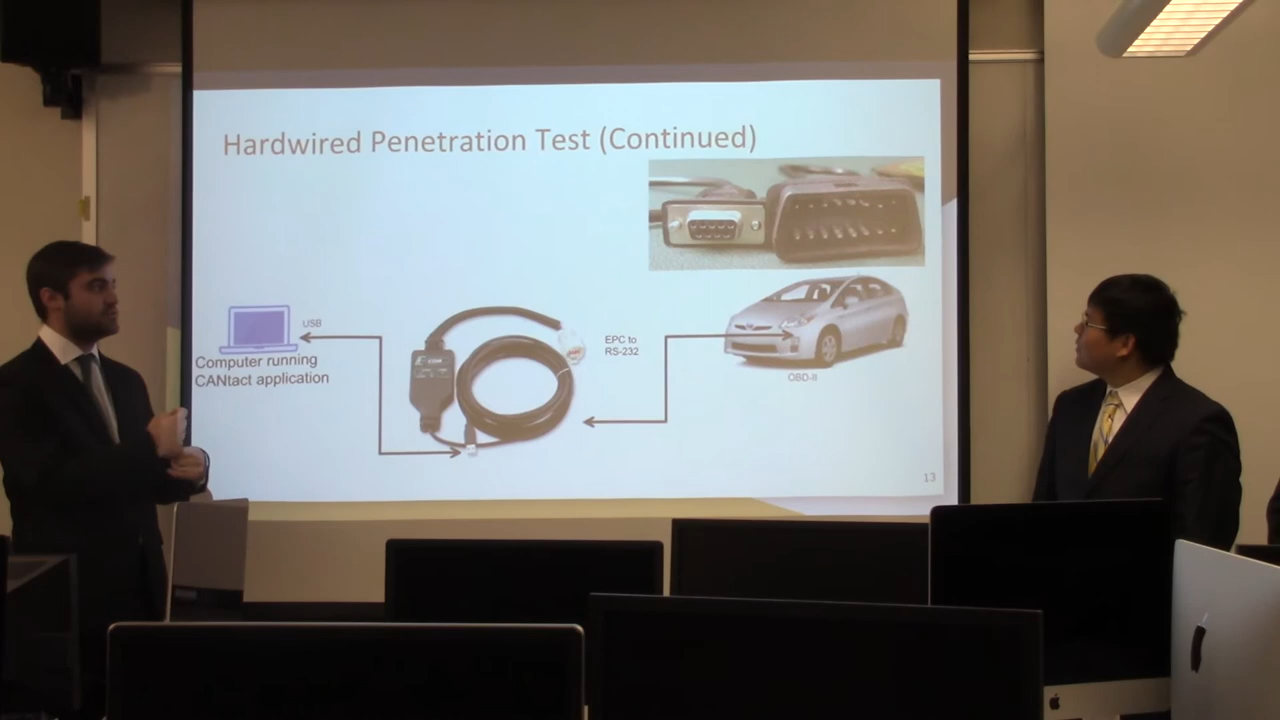 Hardwired Penetration Test (Continued)
USB
Computer running
CANtact application
EPC to
RS-232
OBD-II
13